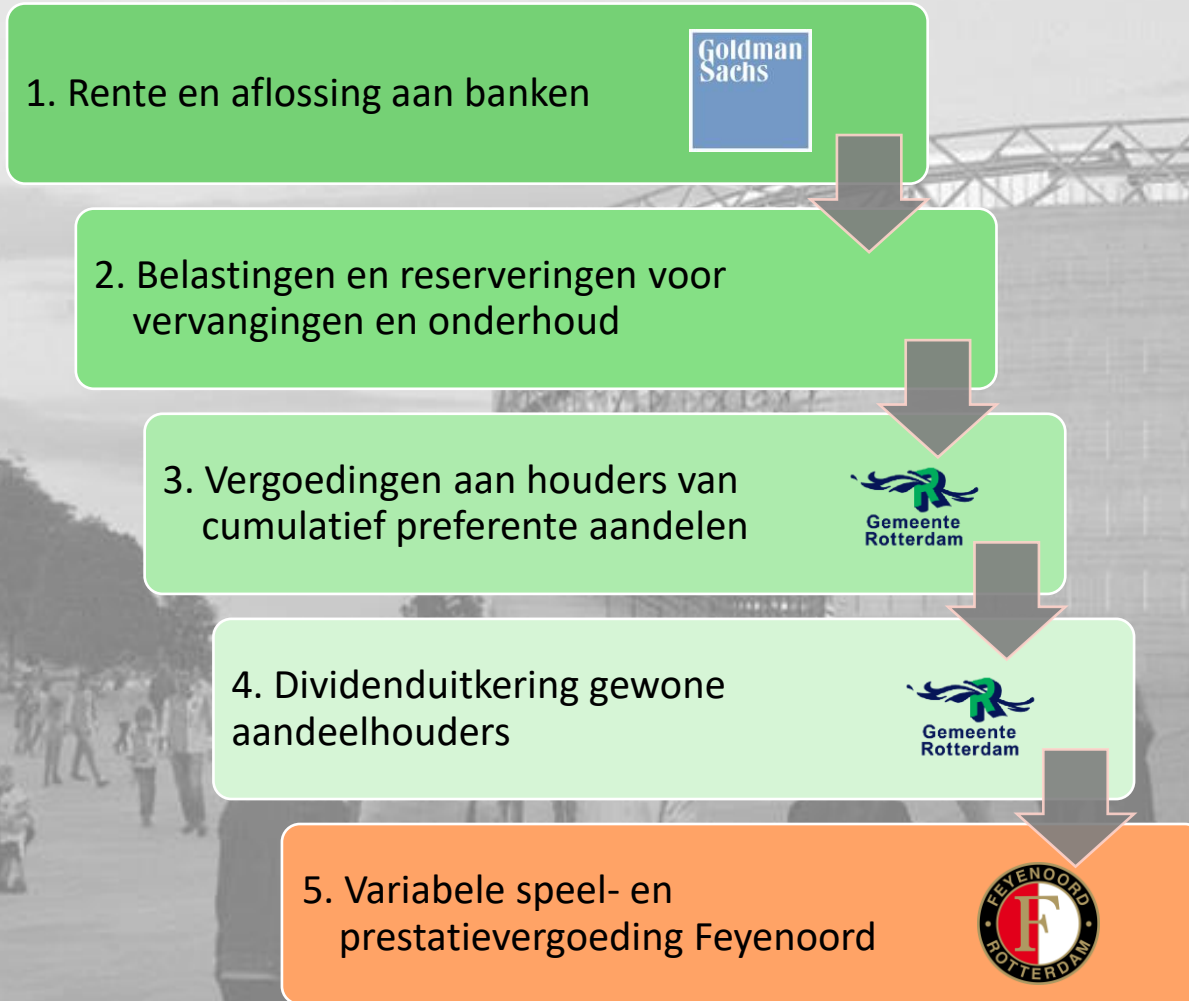 1. Rente en aflossing aan banken
Goldman
Sachs
2. Belastingen en reserveringen voor
vervangingen en onderhoud
3. Vergoedingen aan houders van
cumulatief preferente aandelen
Gemeente
Rotterdam
4. Dividenduitkering gewone
aandeelhouders
Gemeente
Rotterdam
5. Variabele speel- en
prestatievergoeding Feyenoord
FEYENOORD
F
ROTTERDAM